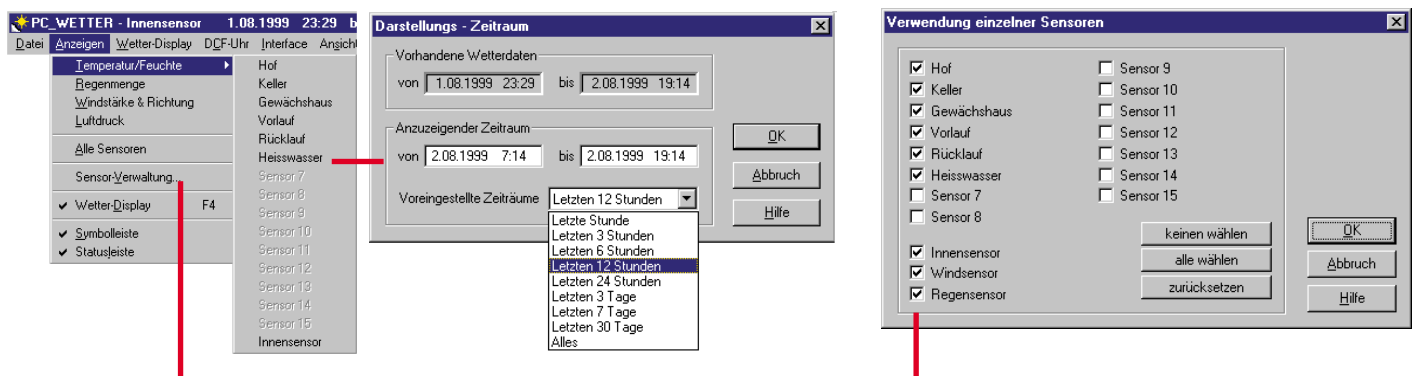 PC_WETTER - Innensensor 1.08.1999 23:29 b
Datei Anzeigen Wetter-Display DCF-Uhr Interface Ansich
Temperatur/Feuchte
Regenmenge
Windstärke & Richtung
Luftdruck
Alle Sensoren
Sensor-Verwaltung...
Wetter-Display F4
Symbolleiste
Statusleiste
Hof
Keller
Gewächshaus
Vorlauf
Rücklauf
Heisswasser
Sensor 7
Sensor 8
Sensor 9
Sensor 10
Sensor 11
Sensor 12
Sensor 13
Sensor 14
Sensor 15
Innensensor
Darstellungs - Zeitraum
Vorhandene Wetterdaten
von 1.08.1999 23:29 bis 2.08.1999 19:14
Anzuzeigender Zeitraum
von 2.08.1999 7:14 bis 2.08.1999 19:14
Voreingestellte Zeiträume Letzten 12 Stunden
Letzte Stunde
Letzten 3 Stunden
Letzten 6 Stunden
Letzten 12 Stunden
Letzten 24 Stunden
Letzten 3 Tage
Letzten 7 Tage
Letzten 30 Tage
Alles
OK
Abbruch
Hilfe
Verwendung einzelner Sensoren
Hof
Keller
Gewächshaus
Vorlauf
Rücklauf
Heisswasser
Sensor 7
Sensor 8
Innensensor
Windsensor
Regensensor
Sensor 9
Sensor 10
Sensor 11
Sensor 12
Sensor 13
Sensor 14
Sensor 15
keinen wählen
alle wählen
zurücksetzen
OK
Abbruch
Hilfe